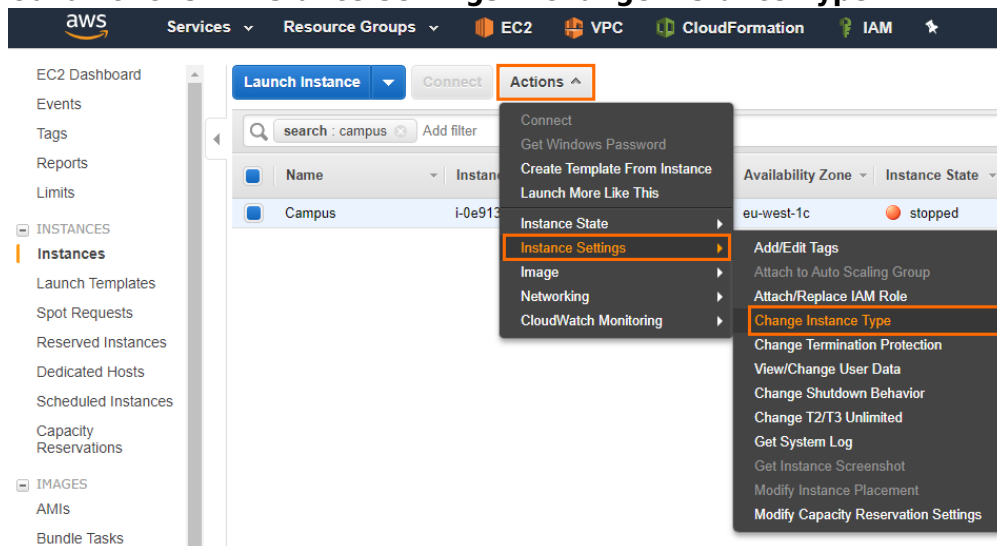 aws Services Resource Groups EC2 VPC CloudFormation IAM
EC2 Dashboard
Events
Tags
Reports
Limits
INSTANCES
Instances
Launch Templates
Spot Requests
Reserved Instances
Dedicated Hosts
Scheduled Instances
Capacity
Reservations
IMAGES
AMIs
Bundle Tasks
Launch Instance Connect Actions
search : campus Add filter
Name Instan Availability Zone Instance State
Campus i-0e913 eu-west-1c stopped
Connect
Get Windows Password
Create Template From Instance
Launch More Like This
Instance State
Instance Settings
Image
Networking
CloudWatch Monitoring
Add/Edit Tags
Attach to Auto Scaling Group
Attach/Replace IAM Role
Change Instance Type
Change Termination Protection
View/Change User Data
Change Shutdown Behavior
Change T2/T3 Unlimited
Get System Log
Get Instance Screenshot
Modify Instance Placement
Modify Capacity Reservation Settings